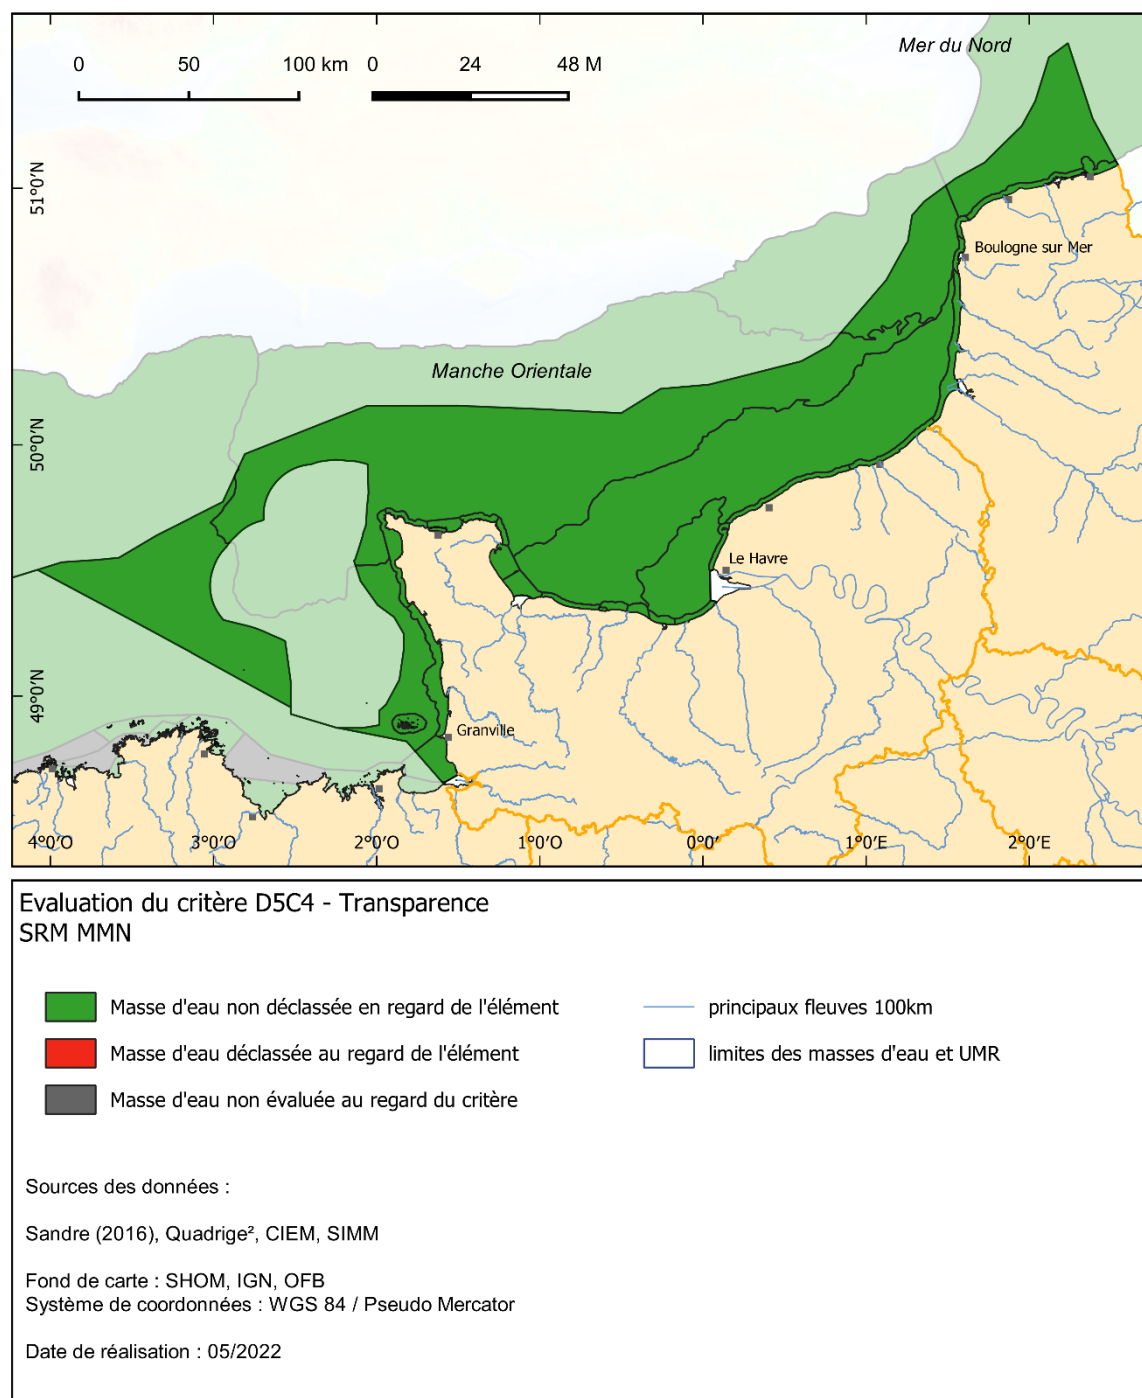 Mer du Nord
0 50 100 km 0 24 48 M
51°0'N
Boulogne sur Mer
Manche Orientale
50°0'N
Le Havre
49°0'N
Granville
4°0'O 3°0'O 2°0'O 1°0'O 0°0' 1°0'E 2°0'E
Evaluation du critère D5C4 - Transparence
SRM MMN
Masse d'eau non déclassée en regard de l'élément
principaux fleuves 100km
Masse d'eau déclassée au regard de l'élément
limites des masses d'eau et UMR
Masse d'eau non évaluée au regard du critère
Sources des données :
Sandre (2016), Quadrige², CIEM, SIMM
Fond de carte : SHOM, IGN, OFB
Système de coordonnées : WGS 84 / Pseudo Mercator
Date de réalisation : 05/2022